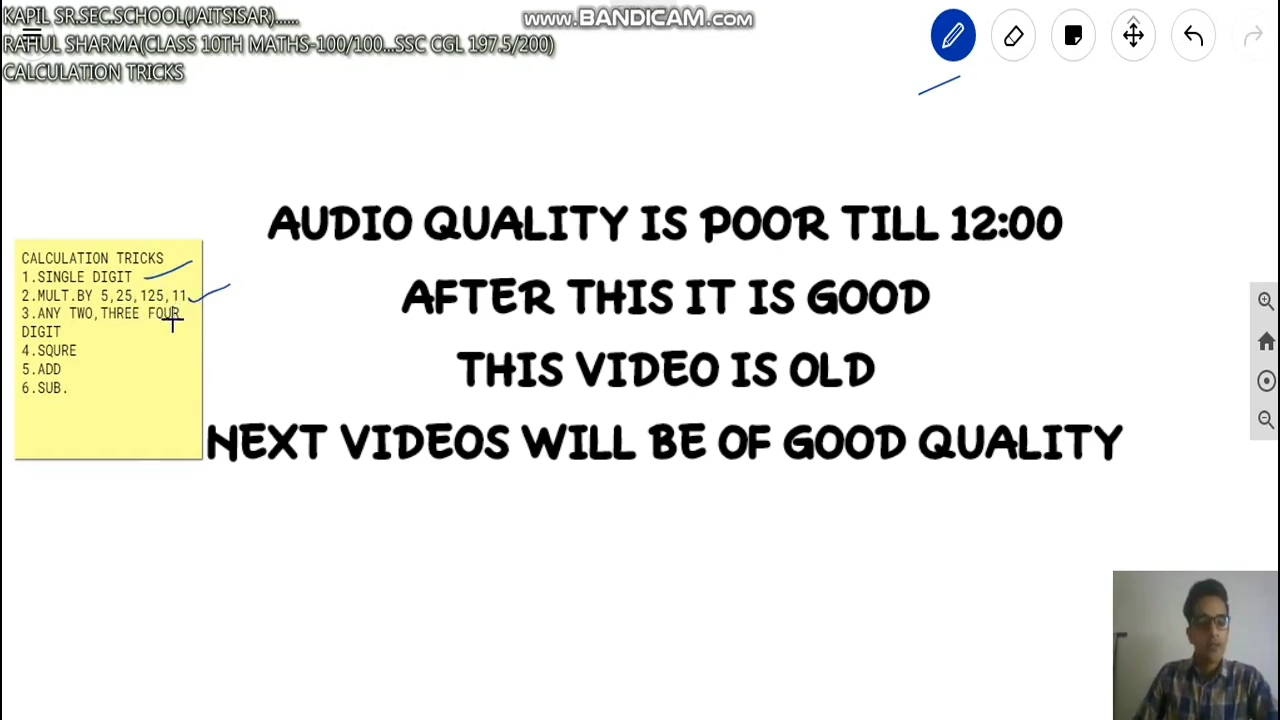 KAPIL SR.SEC.SCHOOL(JAITSISAR)......
WWW.BANDICAM.COM
RAHUL SHARMA(CLASS 10TH MATHS-100/100...SSC CGL 197.5/200)
CALCULATION TRICKS
AUDIO QUALITY IS POOR TILL 12:00
AFTER THIS IT IS GOOD
THIS VIDEO IS OLD
NEXT VIDEOS WILL BE OF GOOD QUALITY
CALCULATION TRICKS
1.SINGLE DIGIT
2.MULT.BY 5,25,125,11
3.ANY TWO,THREE FOUR
DIGIT
4.SQURE
5.ADD
6.SUB.